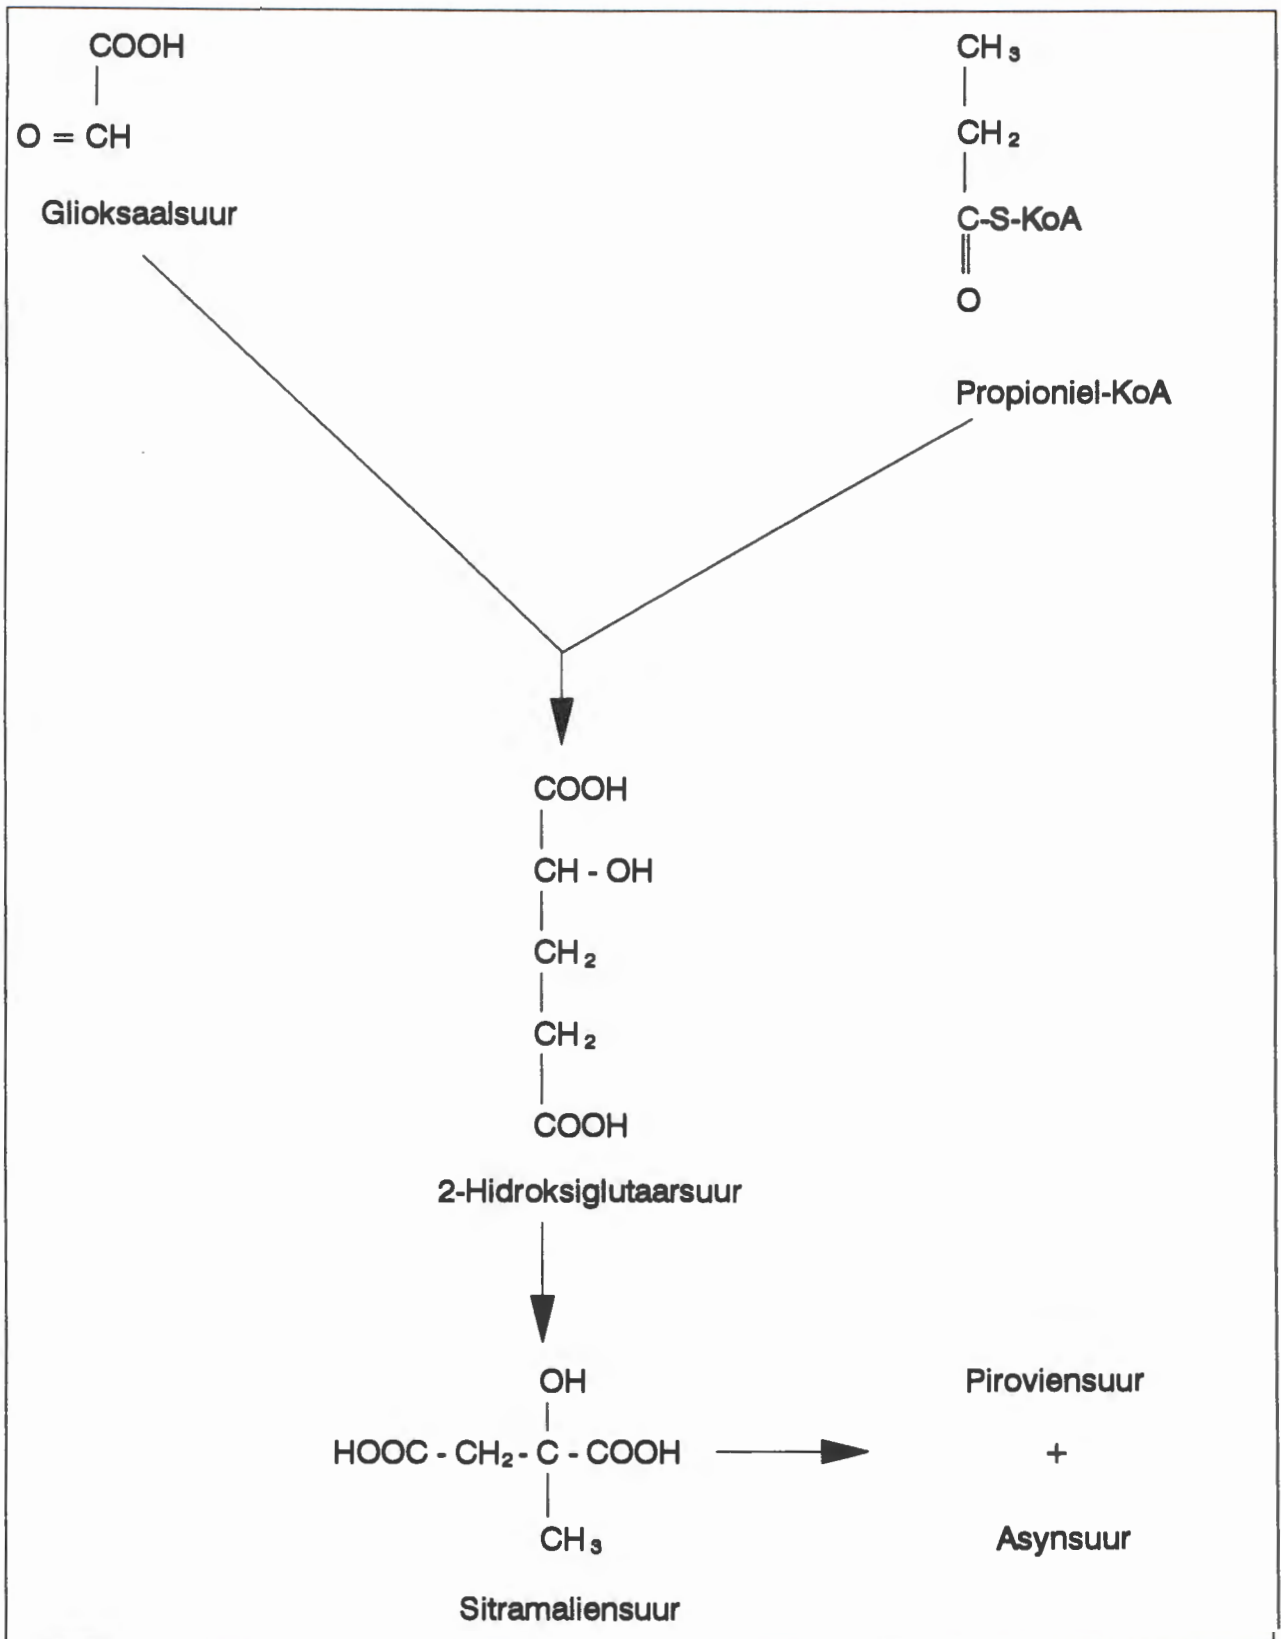 COOH
|
O = CH
Glioksaalsuur
CH₃
|
CH₂
|
C-S-KoA
||
O
Propioniel-KoA
COOH
|
CH - OH
|
CH₂
|
CH₂
|
COOH
2-Hidroksiglutaarsuur
OH
|
HOOC - CH₂ - C - COOH
|
CH₃
Sitramaliensuur
Piroviensuur
+
Asynsuur